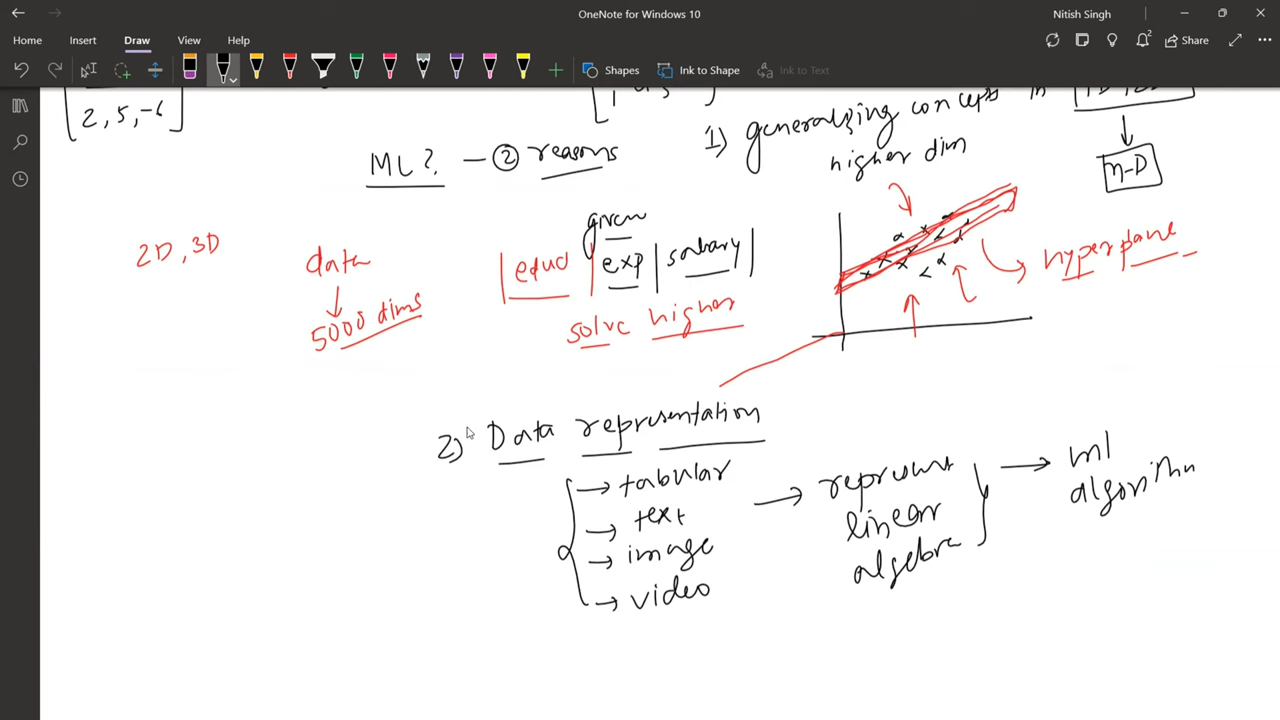 OneNote for Windows 10
Nitish Singh
Home Insert Draw View Help
Share
Shapes
Ink to Shape
Ink to Text
2, 5, -6
1) generalizing concepts in
higher dim
n-D
ML? - 2 reasons
2D, 3D
data
5000 dims
given
| educ | exp | salary |
solve higher
hyperplane
2) Data representation
→ tabular
→ text
→ image
→ video
→ represent
linear
algebra
→ ml
algorithm